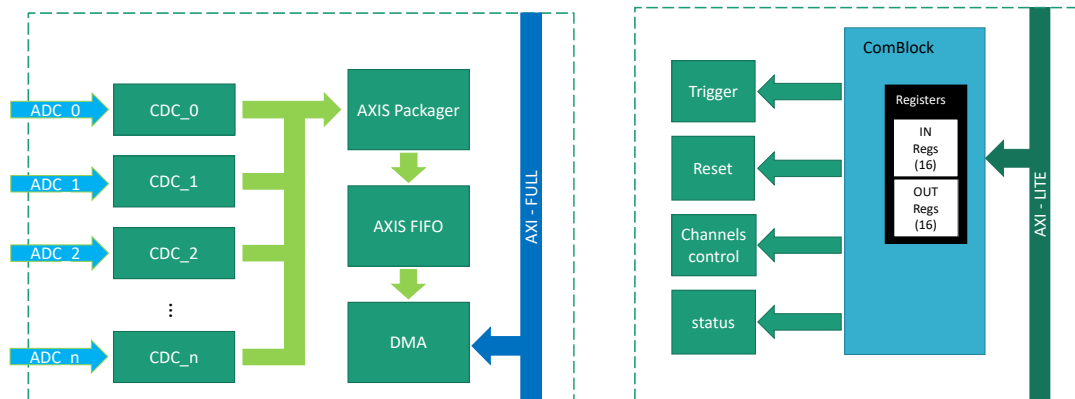 ADC_0
CDC_0
ADC_1
CDC_1
ADC_2
CDC_2
...
ADC_n
CDC_n
AXIS Packager
AXIS FIFO
DMA
AXI - FULL
Trigger
Reset
Channels
control
status
ComBlock
Registers
IN
Regs
(16)
OUT
Regs
(16)
AXI - LITE